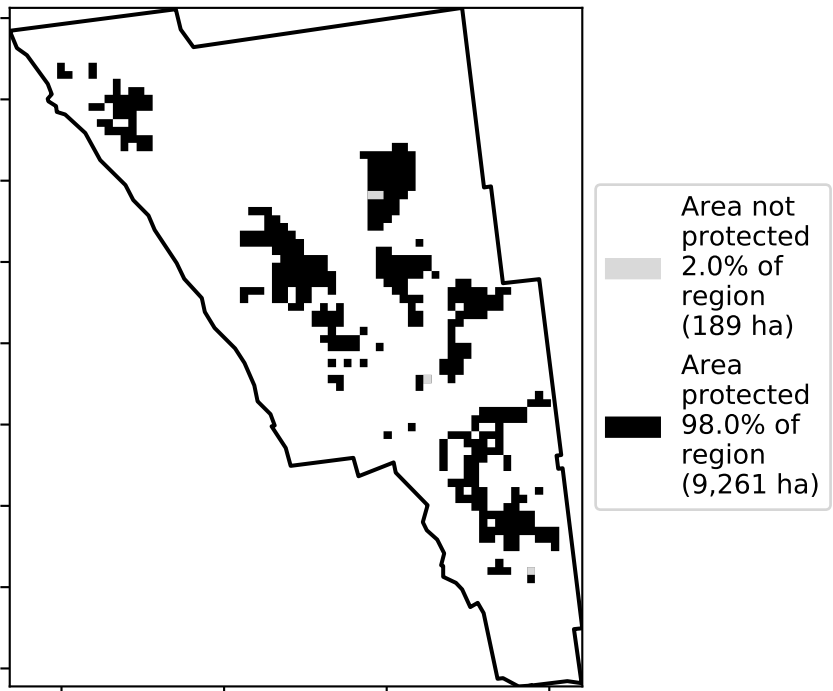 Area not
protected
2.0% of
region
(189 ha)
Area
protected
98.0% of
region
(9,261 ha)